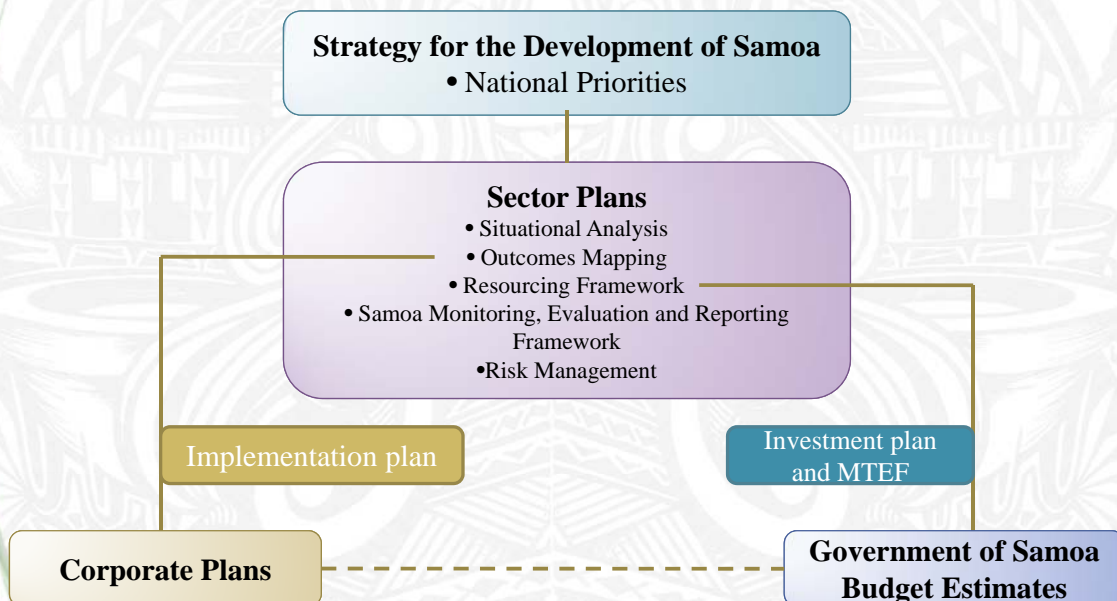 Strategy for the Development of Samoa
• National Priorities
Sector Plans
• Situational Analysis
• Outcomes Mapping
• Resourcing Framework
• Samoa Monitoring, Evaluation and Reporting
Framework
•Risk Management
Implementation plan
Investment plan
and MTEF
Corporate Plans
Government of Samoa
Budget Estimates